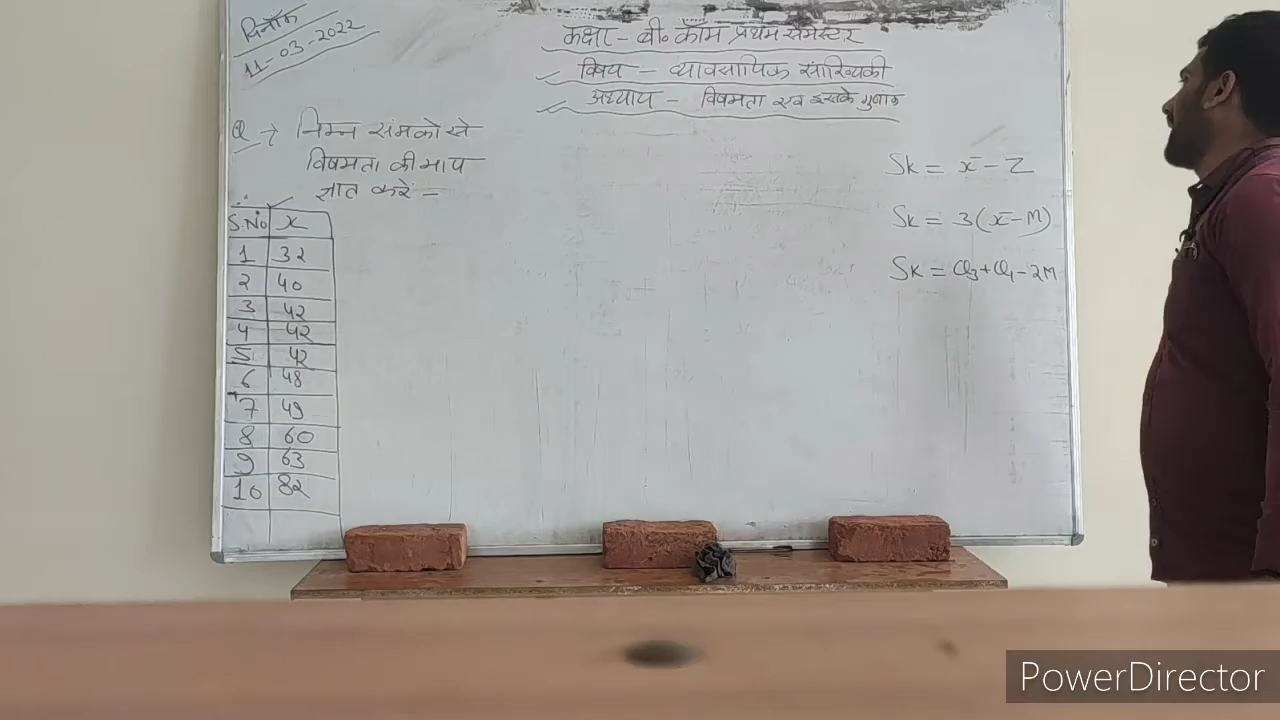 दिनाँक
11-03-2022
कक्षा - बी॰ कॉम प्रथम सेमेस्टर
विषय - व्यावसायिक सांख्यिकी
अध्याय - विषमता एवं इसके गुणांक
Q → निम्न समंको से
विषमता की माप
ज्ञात करें -
S.No x
1 32
2 40
3 42
4 42
5 42
6 48
7 49
8 60
9 63
10 82
Sk = x̄ - Z
Sk = 3(x̄ - M)
Sk = Q3 + Q1 - 2M
PowerDirector